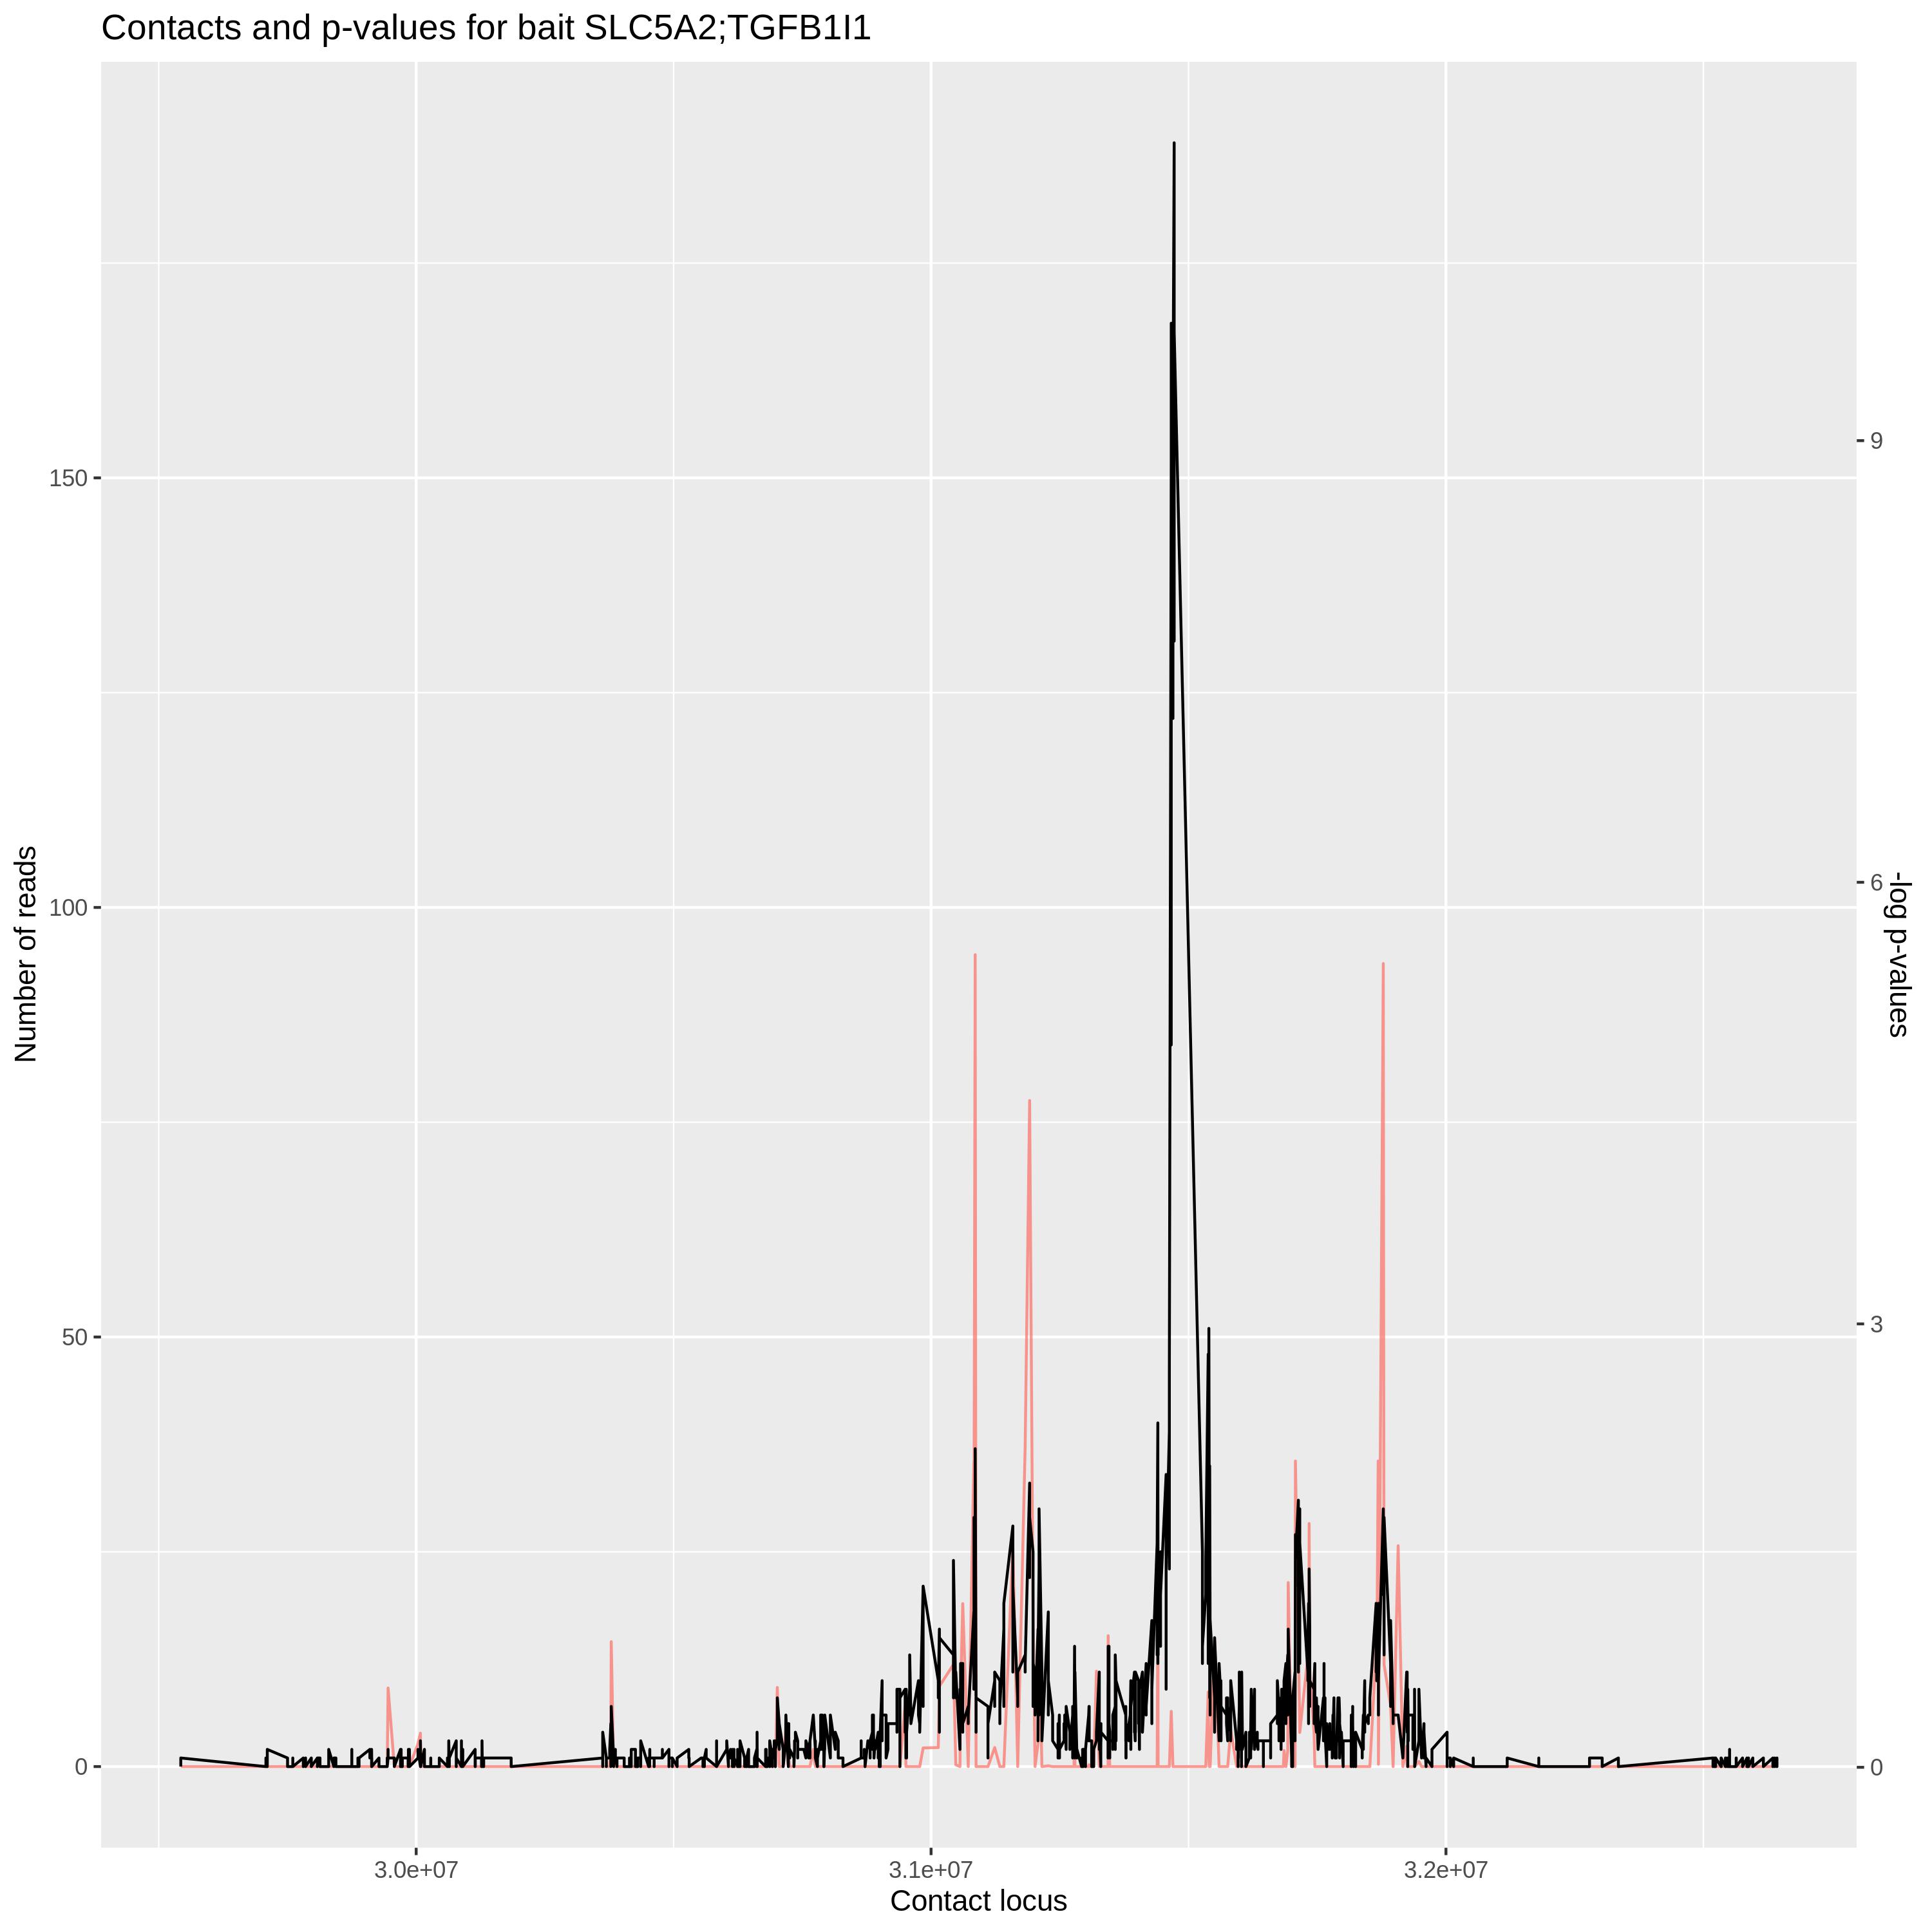 Contacts and p-values for bait SLC5A2;TGFB1I1
Number of reads
150
100
50
0
9
6
3
0
-log p-values
3.0e+07 3.1e+07 3.2e+07
Contact locus